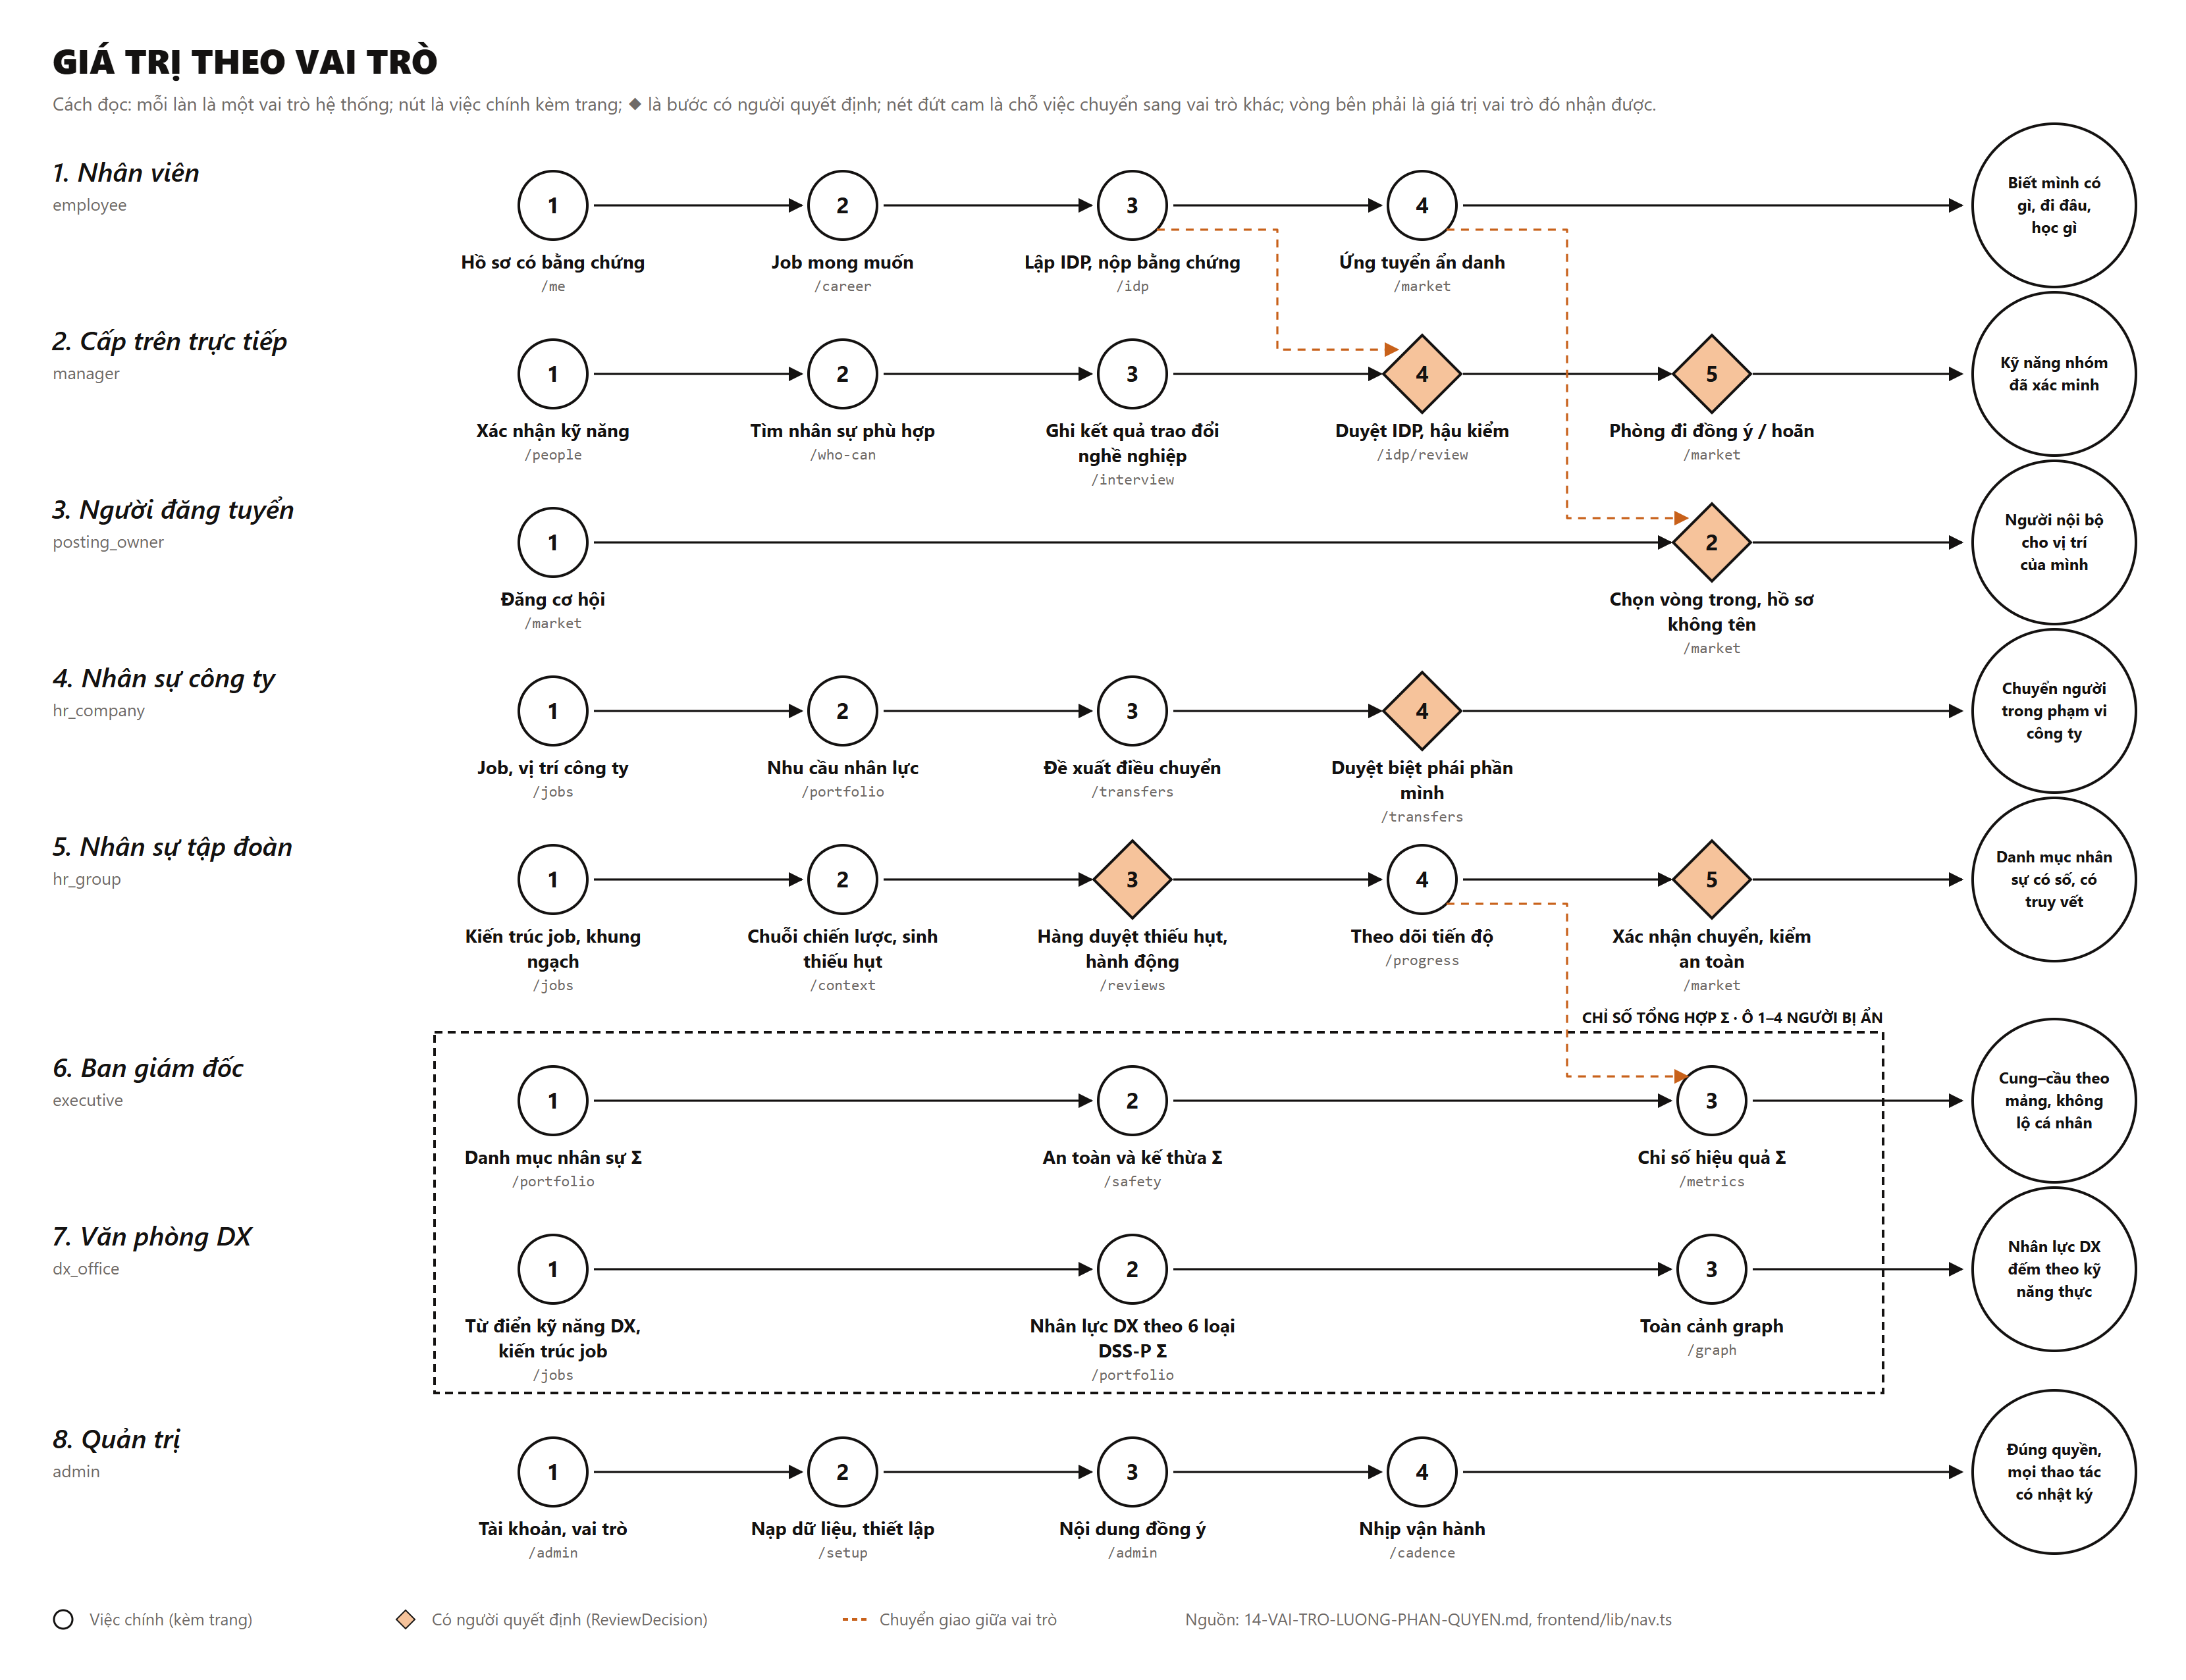 GIÁ TRỊ THEO VAI TRÒ
Cách đọc: mỗi làn là một vai trò hệ thống; nút là việc chính kèm trang; ◆ là bước có người quyết định; nét đứt cam là chỗ việc chuyển sang vai trò khác; vòng bên phải là giá trị vai trò đó nhận được.
1. Nhân viên
employee
1
2
3
4
Hồ sơ có bằng chứng
/me
Job mong muốn
/career
Lập IDP, nộp bằng chứng
/idp
Ứng tuyển ẩn danh
/market
Biết mình có
gì, đi đâu,
học gì
2. Cấp trên trực tiếp
manager
1
2
3
4
5
Xác nhận kỹ năng
/people
Tìm nhân sự phù hợp
/who-can
Ghi kết quả trao đổi
nghề nghiệp
/interview
Duyệt IDP, hậu kiểm
/idp/review
Phòng đi đồng ý / hoãn
/market
Kỹ năng nhóm
đã xác minh
3. Người đăng tuyển
posting_owner
1
2
Đăng cơ hội
/market
Chọn vòng trong, hồ sơ
không tên
/market
Người nội bộ
cho vị trí
của mình
4. Nhân sự công ty
hr_company
1
2
3
4
Job, vị trí công ty
/jobs
Nhu cầu nhân lực
/portfolio
Đề xuất điều chuyển
/transfers
Duyệt biệt phái phần
mình
/transfers
Chuyển người
trong phạm vi
công ty
5. Nhân sự tập đoàn
hr_group
1
2
3
4
5
Kiến trúc job, khung
ngạch
/jobs
Chuỗi chiến lược, sinh
thiếu hụt
/context
Hàng duyệt thiếu hụt,
hành động
/reviews
Theo dõi tiến độ
/progress
Xác nhận chuyển, kiểm
an toàn
/market
Danh mục nhân
sự có số, có
truy vết
CHỈ SỐ TỔNG HỢP Σ · Ô 1–4 NGƯỜI BỊ ẨN
6. Ban giám đốc
executive
1
2
3
Danh mục nhân sự Σ
/portfolio
An toàn và kế thừa Σ
/safety
Chỉ số hiệu quả Σ
/metrics
Cung–cầu theo
mảng, không
lộ cá nhân
7. Văn phòng DX
dx_office
1
2
3
Từ điển kỹ năng DX,
kiến trúc job
/jobs
Nhân lực DX theo 6 loại
DSS-P Σ
/portfolio
Toàn cảnh graph
/graph
Nhân lực DX
đếm theo kỹ
năng thực
8. Quản trị
admin
1
2
3
4
Tài khoản, vai trò
/admin
Nạp dữ liệu, thiết lập
/setup
Nội dung đồng ý
/admin
Nhịp vận hành
/cadence
Đúng quyền,
mọi thao tác
có nhật ký
Việc chính (kèm trang)
Có người quyết định (ReviewDecision)
Chuyển giao giữa vai trò
Nguồn: 14-VAI-TRO-LUONG-PHAN-QUYEN.md, frontend/lib/nav.ts